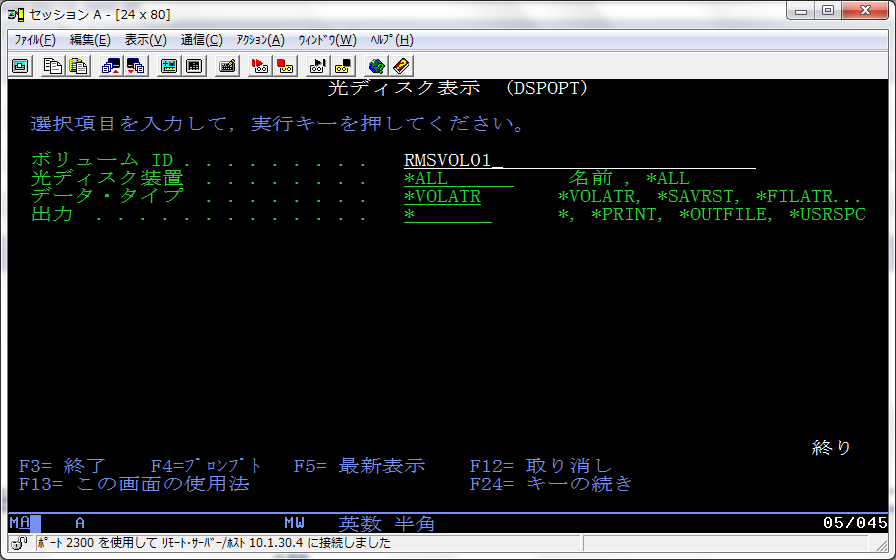 セッション A - [24 x 80]
ﾌｧｲﾙ(F) 編集(E) 表示(V) 通信(C) ｱｸｼｮﾝ(A) ｳｨﾝﾄﾞｳ(W) ﾍﾙﾌﾟ(H)
光ディスク表示 (DSPOPT)
選択項目を入力して, 実行キーを押してください。
ボリューム ID . . . . . . . . . RMSVOL01_
光ディスク装置 . . . . . . . . *ALL 名前 , *ALL
データ・タイプ . . . . . . . . *VOLATR *VOLATR, *SAVRST, *FILATR...
出力 . . . . . . . . . . . . . * *, *PRINT, *OUTFILE, *USRSPC
終り
F3= 終了 F4=ﾌﾟﾛﾝﾌﾟﾄ F5= 最新表示 F12= 取り消し
F13= この画面の使用法 F24= キーの続き
MA A MW 英数 半角 05/045
ﾎﾟｰﾄ 2300 を使用して ﾘﾓｰﾄ･ｻｰﾊﾞｰ/ﾎｽﾄ 10.1.30.4 に接続しました